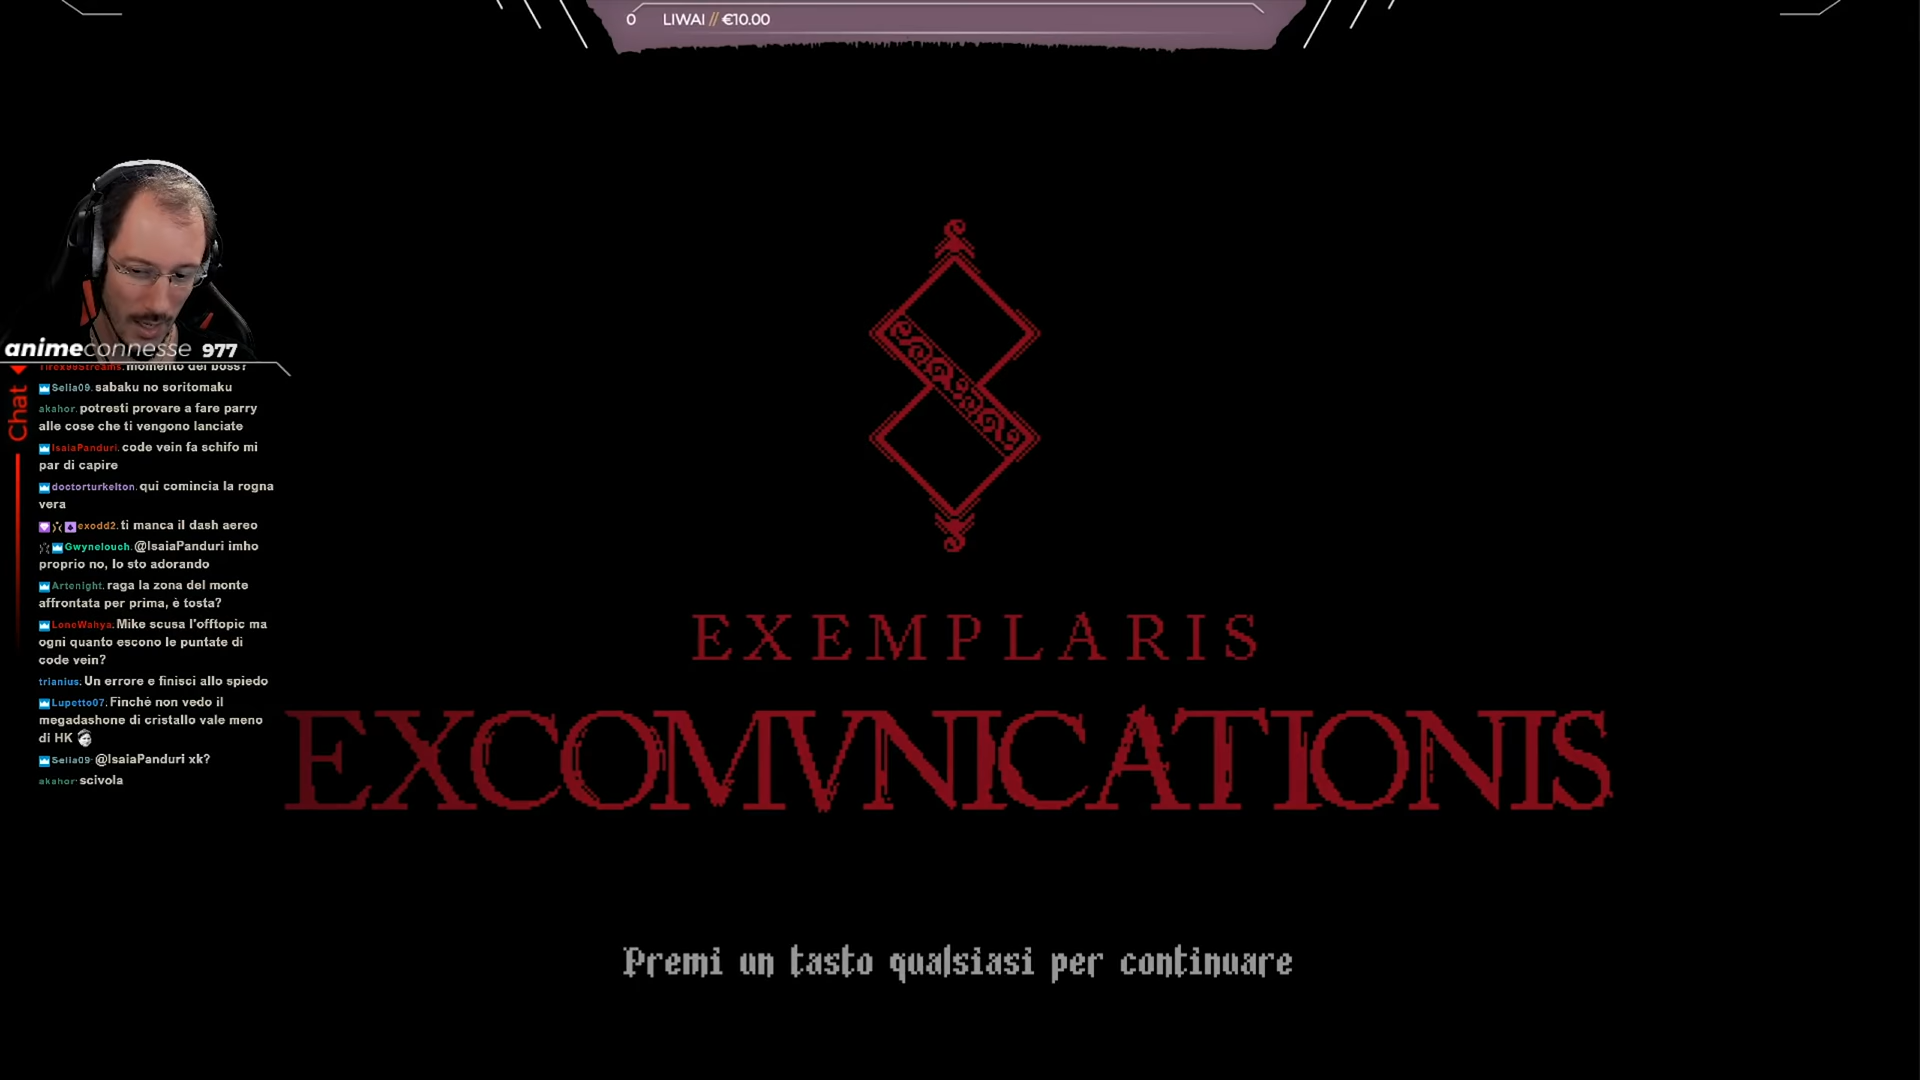 0 LIWAI // €10.00
animeconnesse 977
Chat
Tirex99Streams: momento del boss?
Sella09: sabaku no soritomaku
akahor: potresti provare a fare parry
alle cose che ti vengono lanciate
IsaiaPanduri: code vein fa schifo mi
par di capire
doctorturkelton: qui comincia la rogna
vera
exodd2: ti manca il dash aereo
Gwynelouch: @IsaiaPanduri imho
proprio no, lo sto adorando
Artenight: raga la zona del monte
affrontata per prima, è tosta?
LoneWahya: Mike scusa l'offtopic ma
ogni quanto escono le puntate di
code vein?
trianius: Un errore e finisci allo spiedo
Lupetto07: Finchè non vedo il
megadashone di cristallo vale meno
di HK
Sella09: @IsaiaPanduri xk?
akahor: scivola
EXEMPLARIS
EXCOMVNICATIONIS
Premi un tasto qualsiasi per continuare